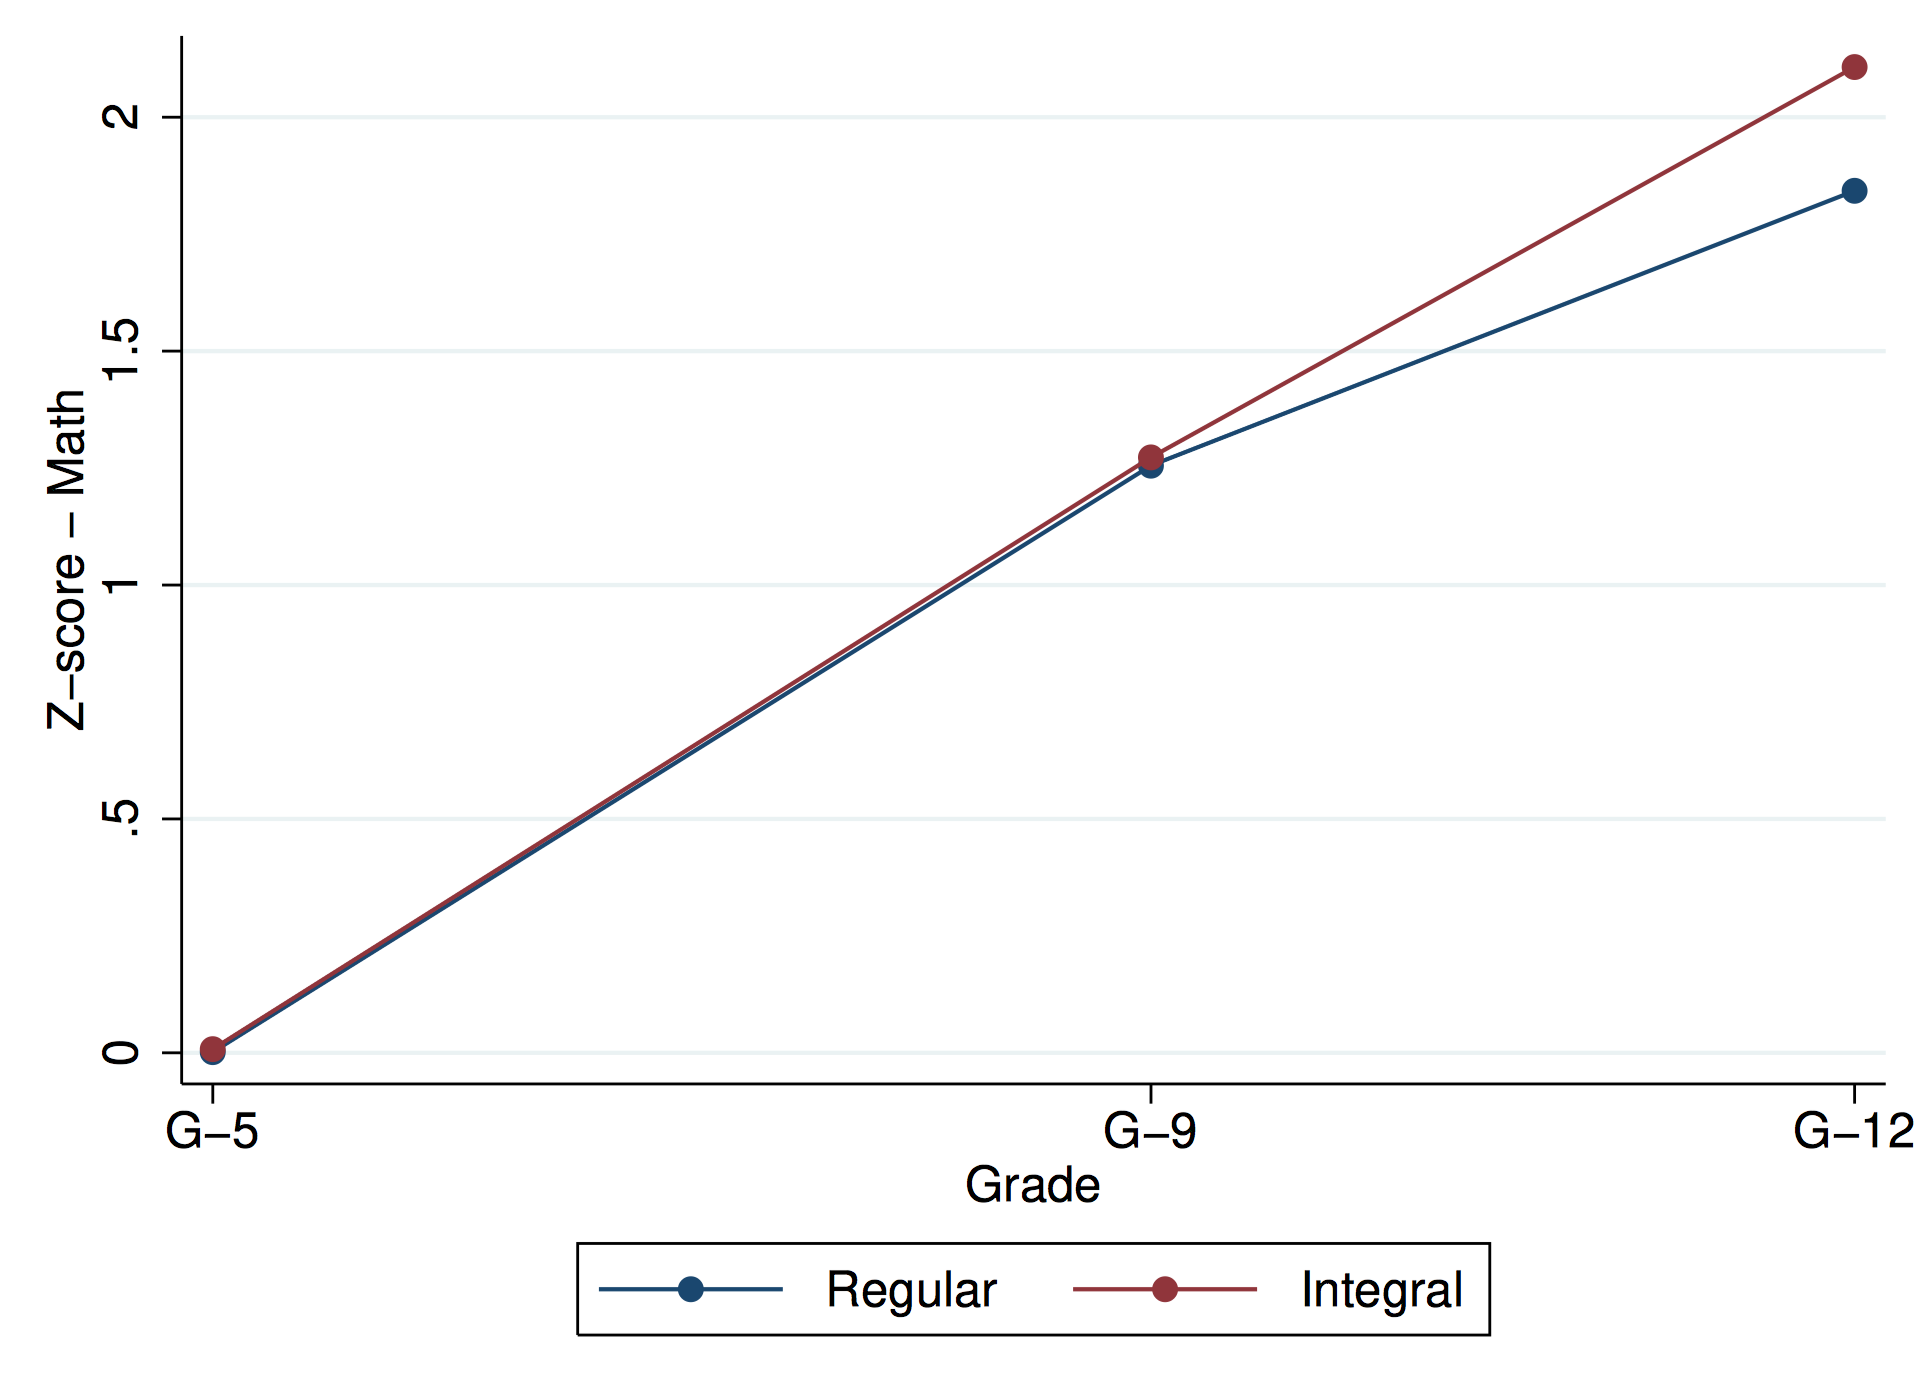 Z–score – Math
2
1.5
1
.5
0
G–5
G–9
G–12
Grade
Regular
Integral